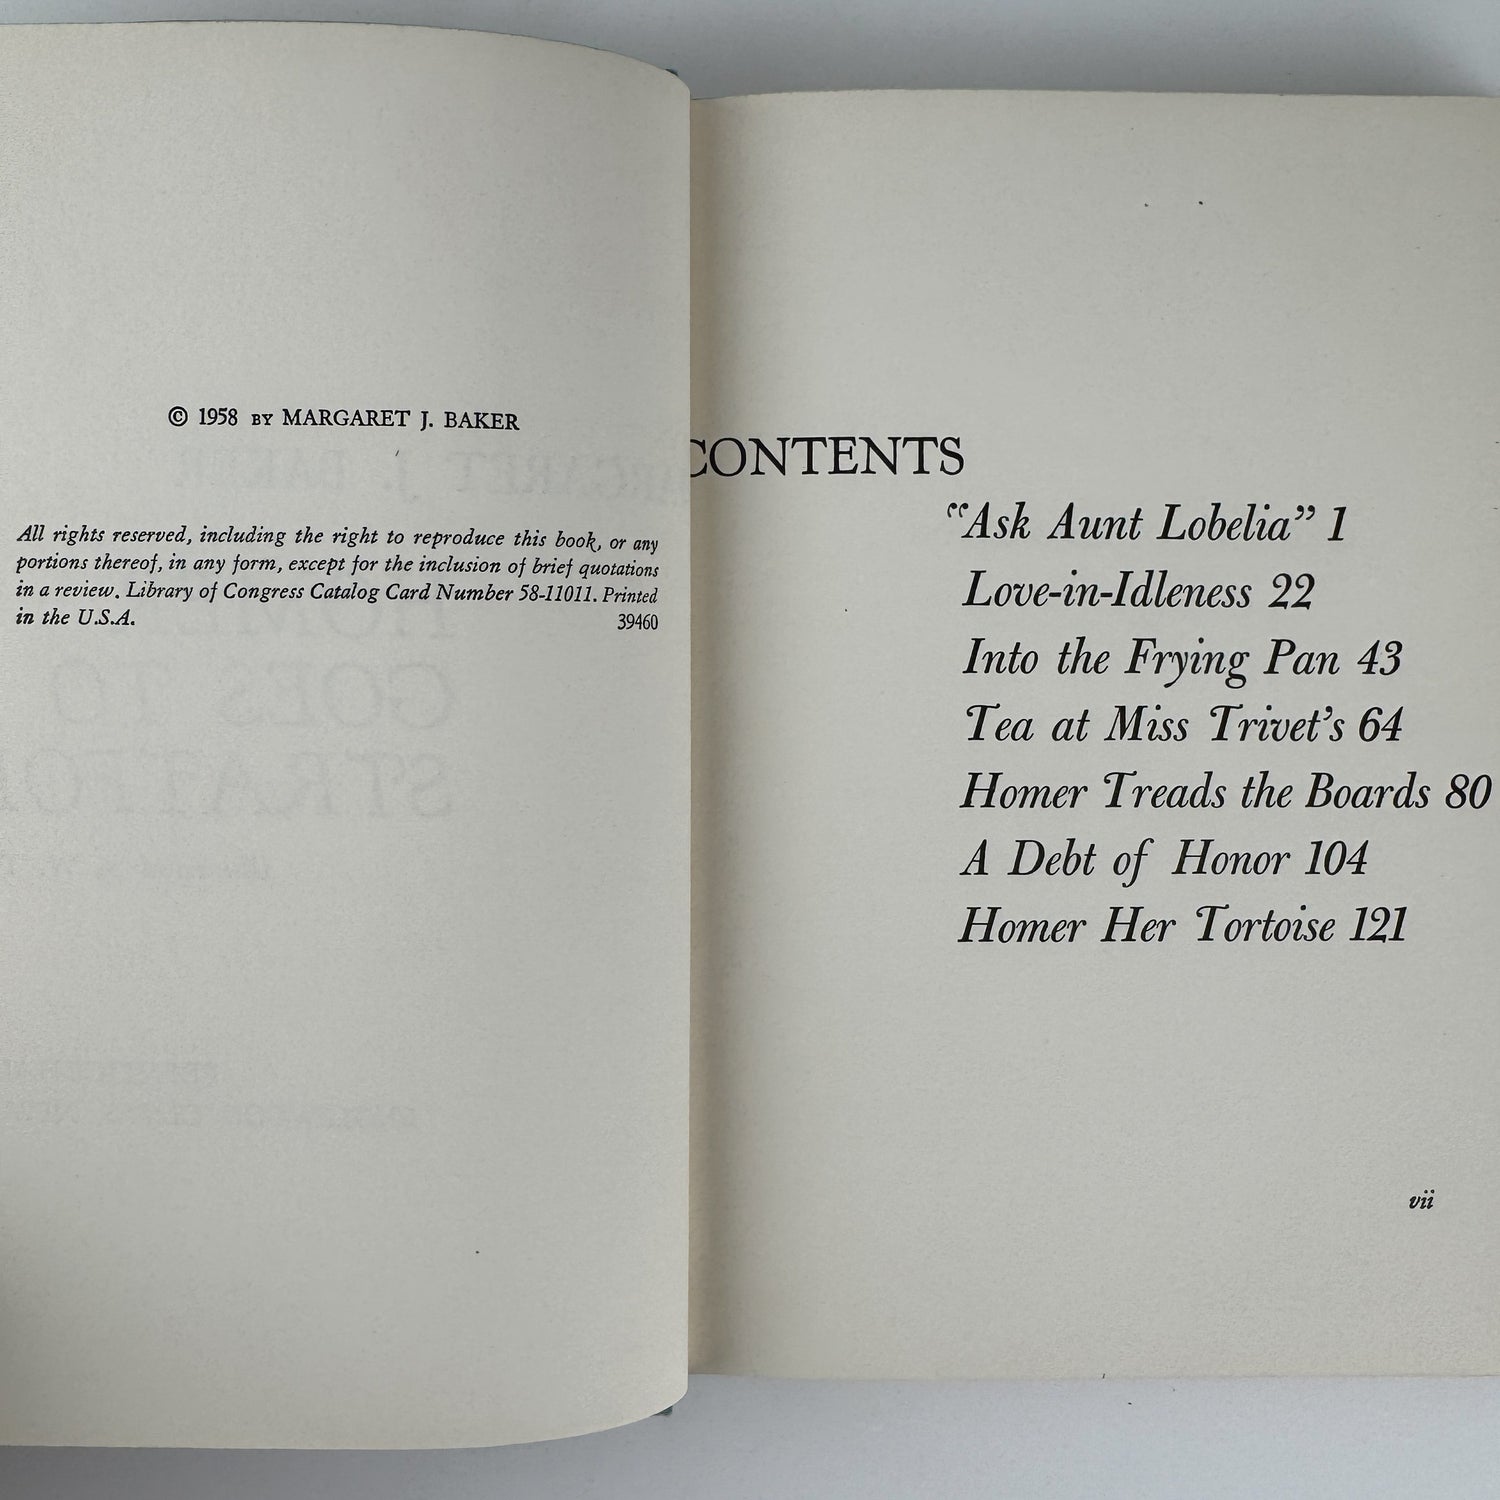 © 1958 BY MARGARET J. BAKER
All rights reserved, including the right to reproduce this book, or any
portions thereof, in any form, except for the inclusion of brief quotations
in a review. Library of Congress Catalog Card Number 58-11011. Printed
in the U.S.A. 39460
CONTENTS
"Ask Aunt Lobelia" 1
Love-in-Idleness 22
Into the Frying Pan 43
Tea at Miss Trivet's 64
Homer Treads the Boards 80
A Debt of Honor 104
Homer Her Tortoise 121
vii